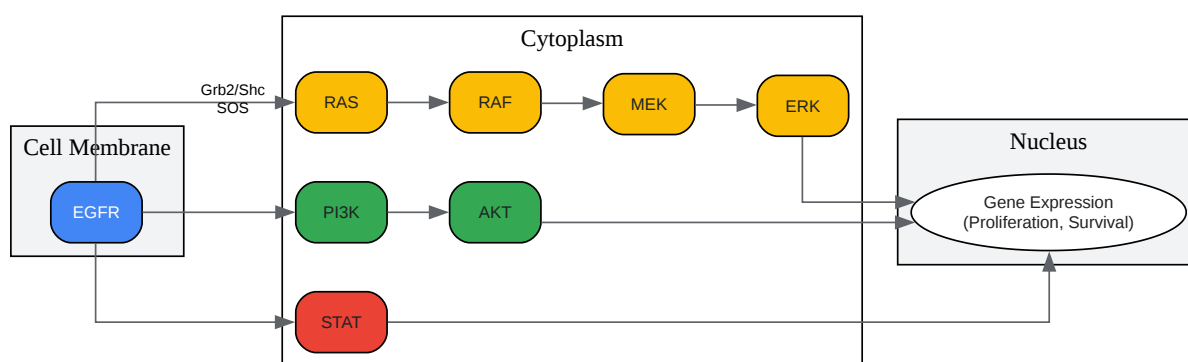 Cytoplasm
Grb2/Shc
SOS
RAS
RAF
MEK
ERK
Cell Membrane
Nucleus
EGFR
PI3K
AKT
Gene Expression
(Proliferation, Survival)
STAT